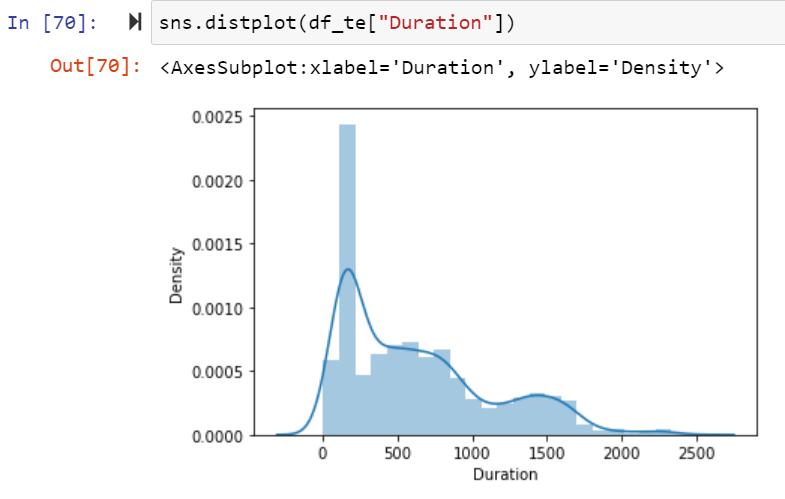 In [70]: sns.distplot(df_te["Duration"])
Out[70]: <AxesSubplot:xlabel='Duration', ylabel='Density'>
0.0025
0.0020
0.0015
0.0010
0.0005
0.0000
Density
0 500 1000 1500 2000 2500
Duration